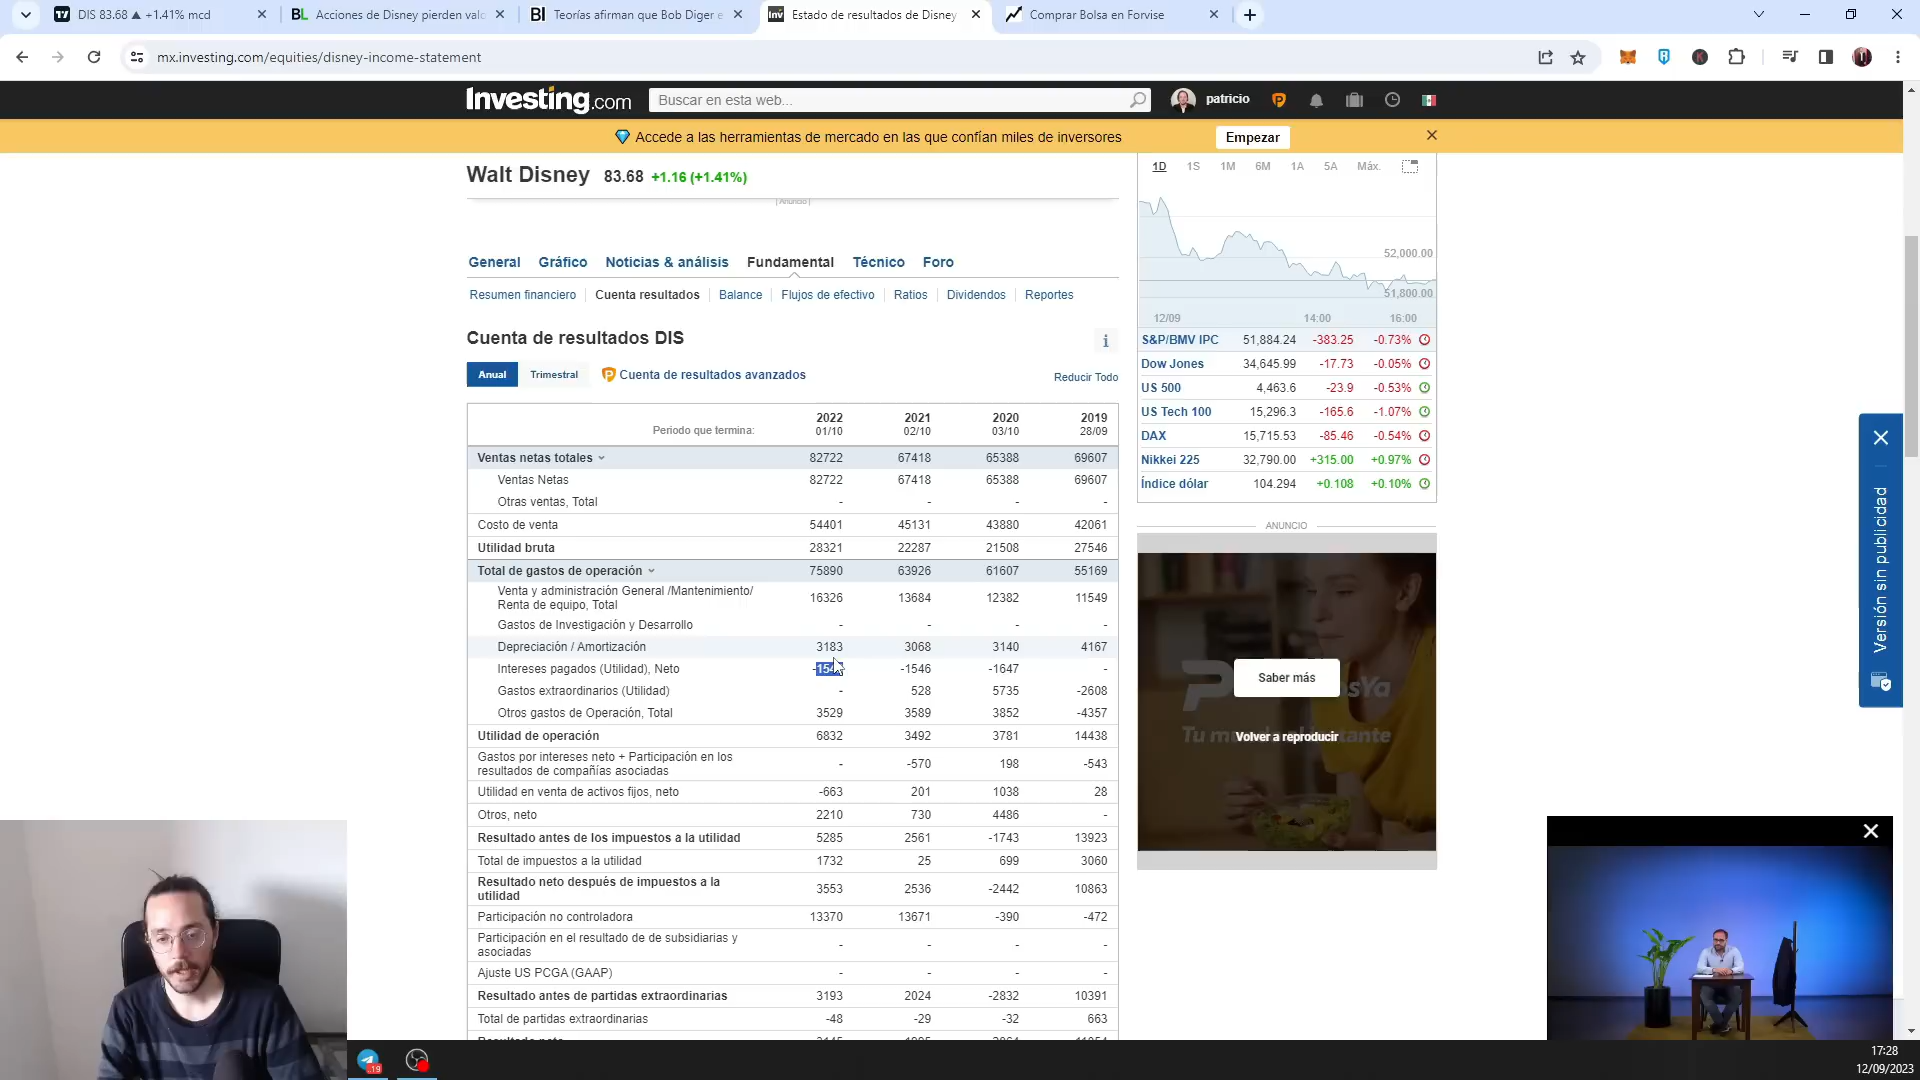 DIS 83.68 ▲ +1.41% mcd
Acciones de Disney pierden valo
Teorías afirman que Bob Diger e
Estado de resultados de Disney
Comprar Bolsa en Forvise
mx.investing.com/equities/disney-income-statement
Investing.com
Buscar en esta web...
patricio
Accede a las herramientas de mercado en las que confían miles de inversores
Empezar
Walt Disney 83.68 +1.16 (+1.41%)
Anuncio
General Gráfico Noticias & análisis Fundamental Técnico Foro
Resumen financiero Cuenta resultados Balance Flujos de efectivo Ratios Dividendos Reportes
Cuenta de resultados DIS
Anual Trimestral Cuenta de resultados avanzados
Reducir Todo
2022 2021 2020 2019
Periodo que termina: 01/10 02/10 03/10 28/09
Ventas netas totales 82722 67418 65388 69607
Ventas Netas 82722 67418 65388 69607
Otras ventas, Total - - - -
Costo de venta 54401 45131 43880 42061
Utilidad bruta 28321 22287 21508 27546
Total de gastos de operación 75890 63926 61607 55169
Venta y administración General /Mantenimiento/
Renta de equipo, Total 16326 13684 12382 11549
Gastos de Investigación y Desarrollo - - - -
Depreciación / Amortización 3183 3068 3140 4167
Intereses pagados (Utilidad), Neto -1546 -1647 -
Gastos extraordinarios (Utilidad) - 528 5735 -2608
Otros gastos de Operación, Total 3529 3589 3852 -4357
Utilidad de operación 6832 3492 3781 14438
Gastos por intereses neto + Participación en los
resultados de compañías asociadas - -570 198 -543
Utilidad en venta de activos fijos, neto -663 201 1038 28
Otros, neto 2210 730 4486 -
Resultado antes de los impuestos a la utilidad 5285 2561 -1743 13923
Total de impuestos a la utilidad 1732 25 699 3060
Resultado neto después de impuestos a la
utilidad 3553 2536 -2442 10863
Participación no controladora 13370 13671 -390 -472
Participación en el resultado de de subsidiarias y
asociadas - - - -
Ajuste US PCGA (GAAP) - - - -
Resultado antes de partidas extraordinarias 3193 2024 -2832 10391
Total de partidas extraordinarias -48 -29 -32 663
1D 1S 1M 6M 1A 5A Máx.
52,000.00
51,800.00
12/09 14:00 16:00
S&P/BMV IPC 51,884.24 -383.25 -0.73%
Dow Jones 34,645.99 -17.73 -0.05%
US 500 4,463.6 -23.9 -0.53%
US Tech 100 15,296.3 -165.6 -1.07%
DAX 15,715.53 -85.46 -0.54%
Nikkei 225 32,790.00 +315.00 +0.97%
Índice dólar 104.294 +0.108 +0.10%
ANUNCIO
Saber más
Volver a reproducir
Versión sin publicidad
17:28
12/09/2023